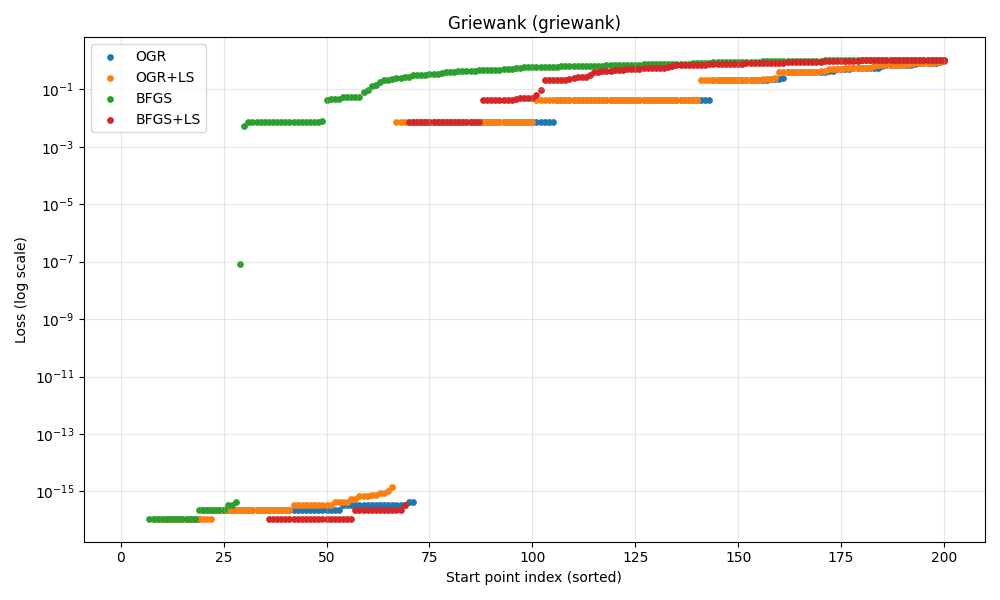 Griewank (griewank)
OGR
OGR+LS
BFGS
BFGS+LS
Loss (log scale)
10⁻¹
10⁻³
10⁻⁵
10⁻⁷
10⁻⁹
10⁻¹¹
10⁻¹³
10⁻¹⁵
0 25 50 75 100 125 150 175 200
Start point index (sorted)